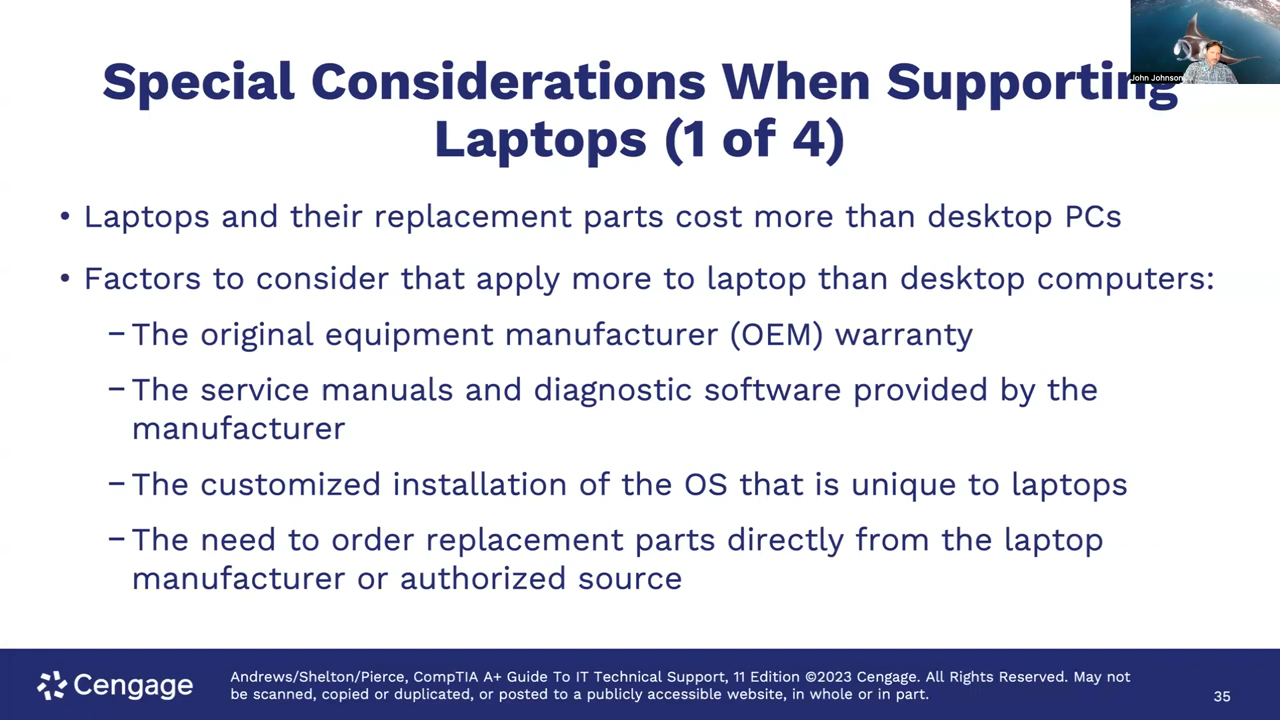 Special Considerations When Supporting
Laptops (1 of 4)
John Johnson
• Laptops and their replacement parts cost more than desktop PCs
• Factors to consider that apply more to laptop than desktop computers:
– The original equipment manufacturer (OEM) warranty
– The service manuals and diagnostic software provided by the
manufacturer
– The customized installation of the OS that is unique to laptops
– The need to order replacement parts directly from the laptop
manufacturer or authorized source
Cengage
Andrews/Shelton/Pierce, CompTIA A+ Guide To IT Technical Support, 11 Edition ©2023 Cengage. All Rights Reserved. May not
be scanned, copied or duplicated, or posted to a publicly accessible website, in whole or in part.
35